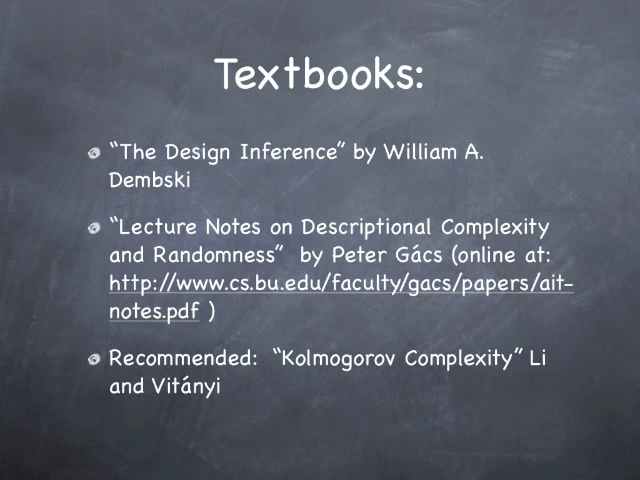 Textbooks:
“The Design Inference” by William A.
Dembski
“Lecture Notes on Descriptional Complexity
and Randomness” by Peter Gács (online at:
http://www.cs.bu.edu/faculty/gacs/papers/ait-
notes.pdf )
Recommended: “Kolmogorov Complexity” Li
and Vitányi